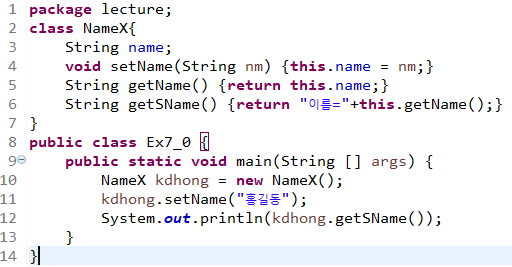 1 package lecture;
2 class NameX{
3     String name;
4     void setName(String nm) {this.name = nm;}
5     String getName() {return this.name;}
6     String getSName() {return "이름="+this.getName();}
7 }
8 public class Ex7_0 {
9     public static void main(String [] args) {
10         NameX kdhong = new NameX();
11         kdhong.setName("홍길동");
12         System.out.println(kdhong.getSName());
13     }
14 }